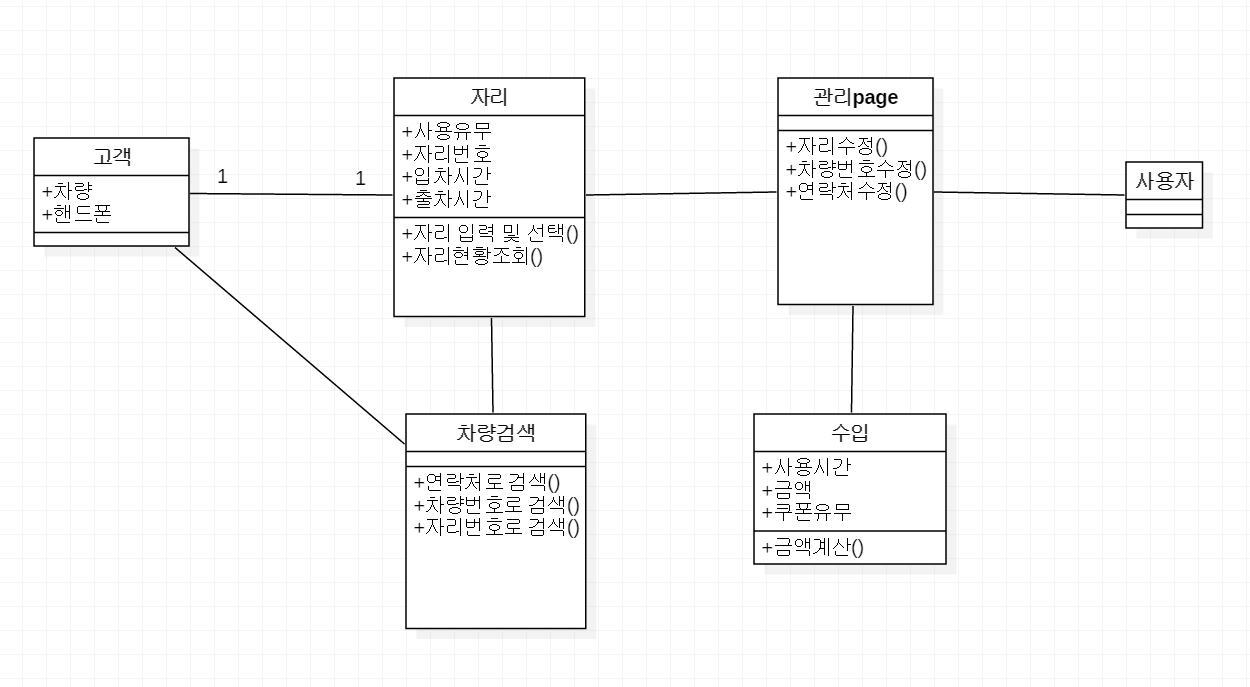 고객
+차량
+핸드폰
1
1
자리
+사용유무
+자리번호
+입차시간
+출차시간
+자리 입력 및 선택()
+자리현황조회()
관리page
+자리수정()
+차량번호수정()
+연락처수정()
사용자
차량검색
+연락처로 검색()
+차량번호로 검색()
+자리번호로 검색()
수입
+사용시간
+금액
+쿠폰유무
+금액계산()